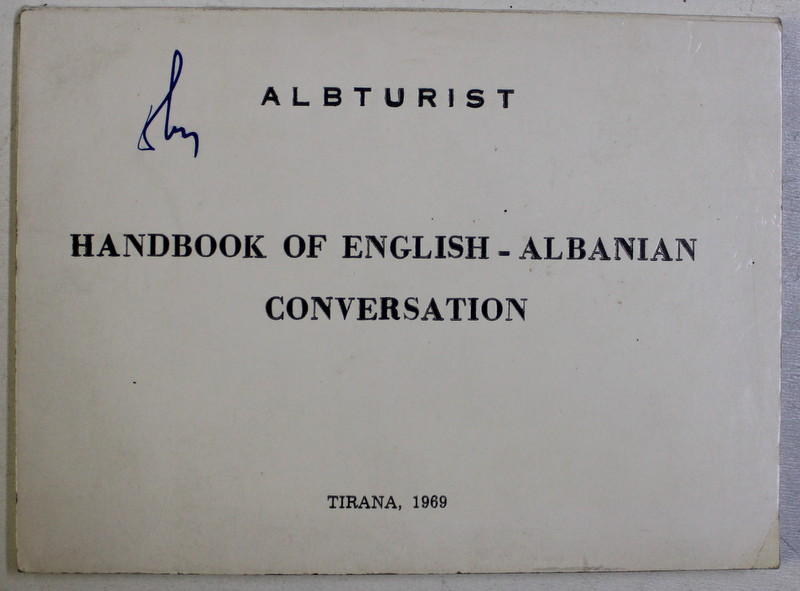 ALBTURIST
HANDBOOK OF ENGLISH - ALBANIAN
CONVERSATION
TIRANA, 1969